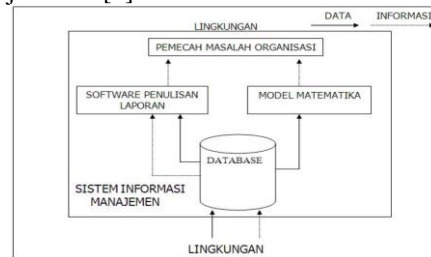 DATA INFORMASI
LINGKUNGAN
PEMECAH MASALAH ORGANISASI
SOFTWARE PENULISAN
LAPORAN
MODEL MATEMATIKA
DATABASE
SISTEM INFORMASI
MANAJEMEN
LINGKUNGAN